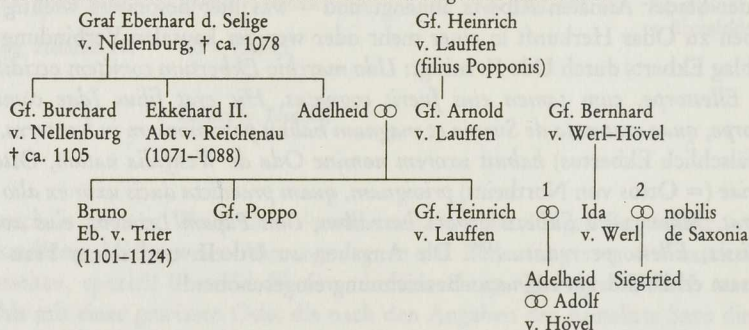 Graf Eberhard d. Selige
v. Nellenburg, † ca. 1078
Gf. Heinrich
v. Lauffen
(filius Popponis)
Gf. Burchard
v. Nellenburg
† ca. 1105
Ekkehard II.
Abt v. Reichenau
(1071–1088)
Adelheid ⚭ Gf. Arnold
v. Lauffen
Gf. Bernhard
v. Werl-Hövel
Bruno
Eb. v. Trier
(1101–1124)
Gf. Poppo
Gf. Heinrich
v. Lauffen
1
⚭
Ida
v. Werl
2
⚭
nobilis
de Saxonia
Adelheid
⚭ Adolf
v. Hövel
Siegfried